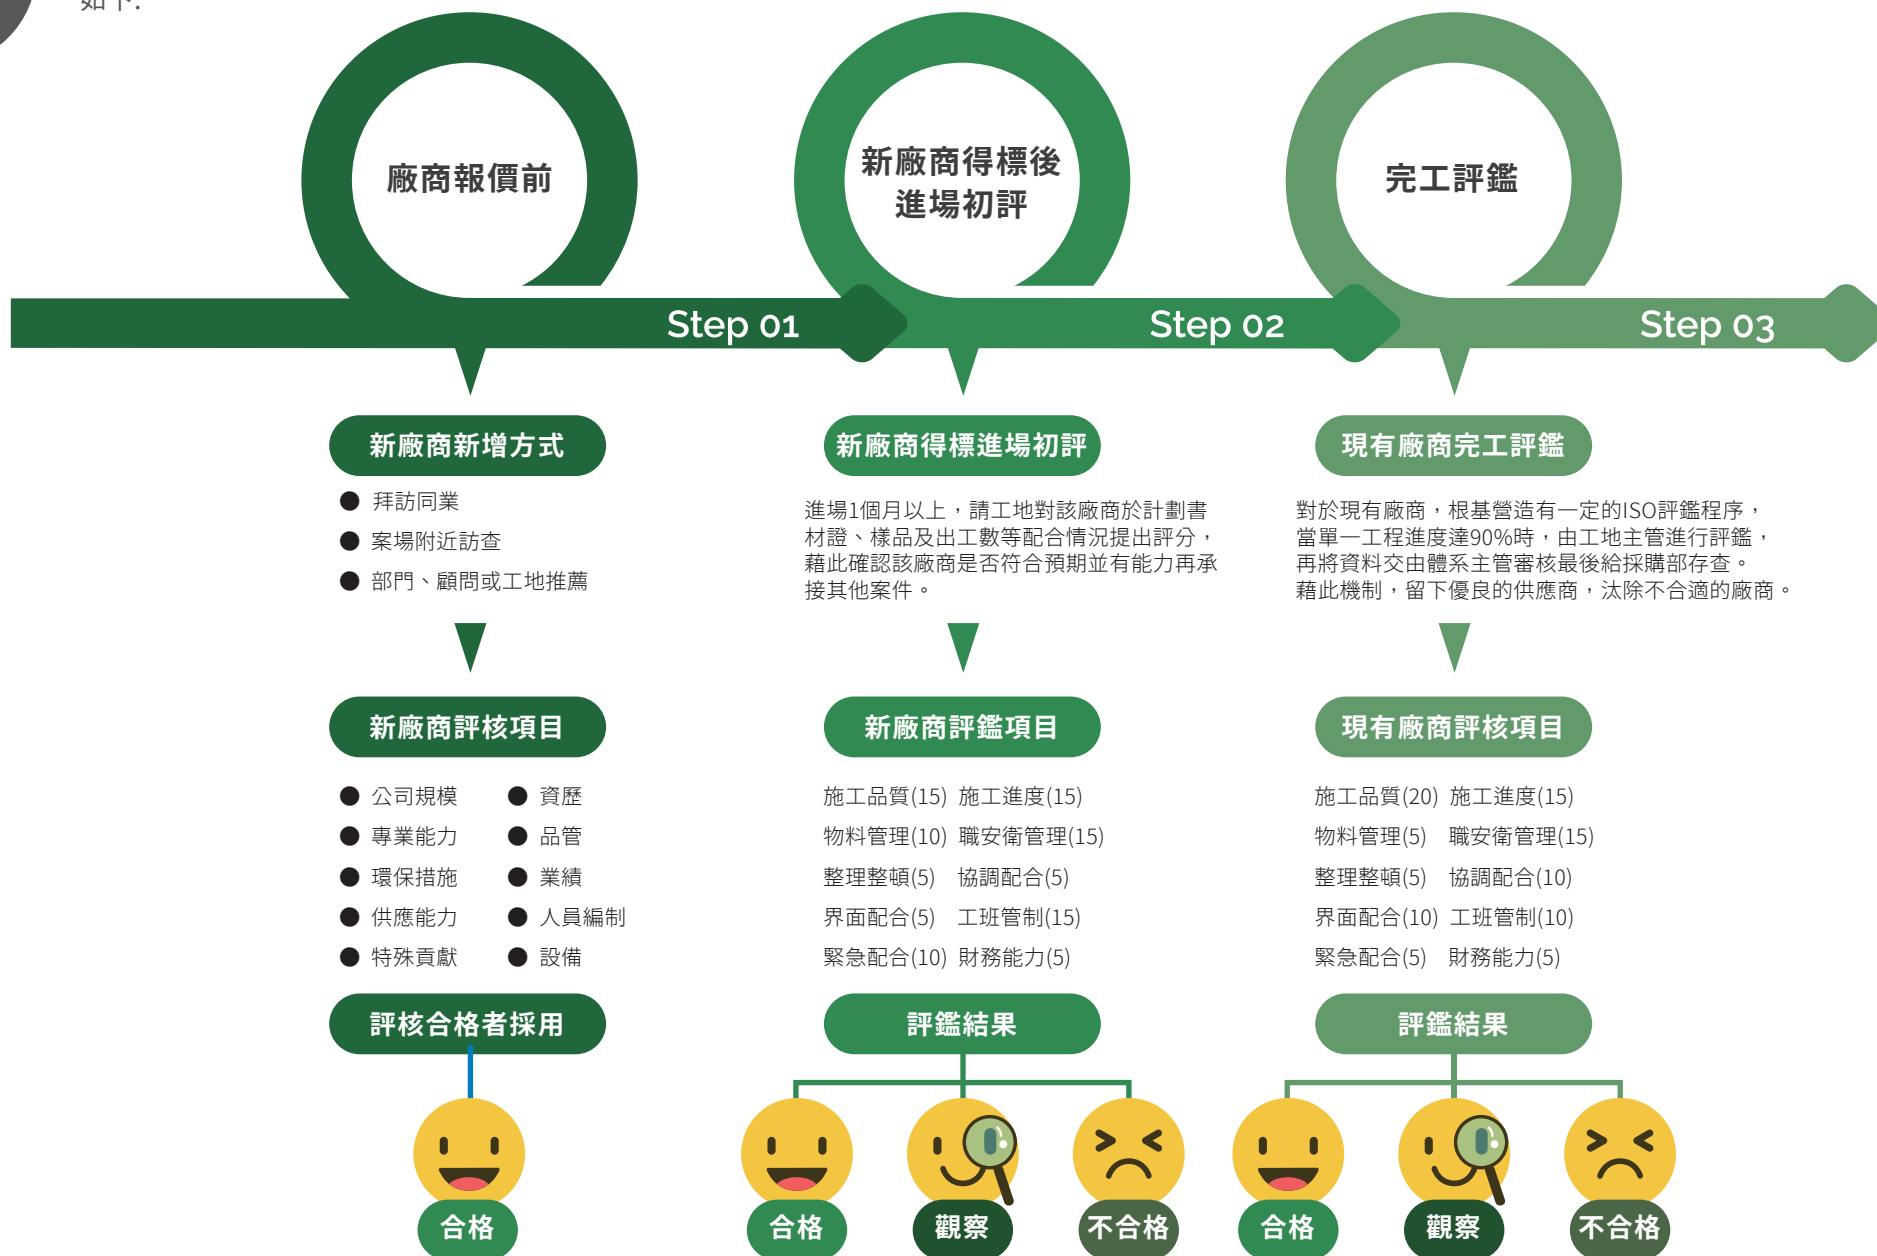 如下:
廠商報價前
Step 01
新廠商新增方式
● 拜訪同業
● 案場附近訪查
● 部門、顧問或工地推薦
新廠商評核項目
● 公司規模 ● 資歷
● 專業能力 ● 品管
● 環保措施 ● 業績
● 供應能力 ● 人員編制
● 特殊貢獻 ● 設備
評核合格者採用
合格
新廠商得標後
進場初評
Step 02
新廠商得標進場初評
進場1個月以上，請工地對該廠商於計劃書
材證、樣品及出工數等配合情況提出評分，
藉此確認該廠商是否符合預期並有能力再承
接其他案件。
新廠商評鑑項目
施工品質(15) 施工進度(15)
物料管理(10) 職安衛管理(15)
整理整頓(5) 協調配合(5)
界面配合(5) 工班管制(15)
緊急配合(10) 財務能力(5)
評鑑結果
合格 觀察 不合格
完工評鑑
Step 03
現有廠商完工評鑑
對於現有廠商，根基營造有一定的ISO評鑑程序，
當單一工程進度達90%時，由工地主管進行評鑑，
再將資料交由體系主管審核最後給採購部存查。
藉此機制，留下優良的供應商，汰除不合適的廠商。
現有廠商評核項目
施工品質(20) 施工進度(15)
物料管理(5) 職安衛管理(15)
整理整頓(5) 協調配合(10)
界面配合(10) 工班管制(10)
緊急配合(5) 財務能力(5)
評鑑結果
合格 觀察 不合格